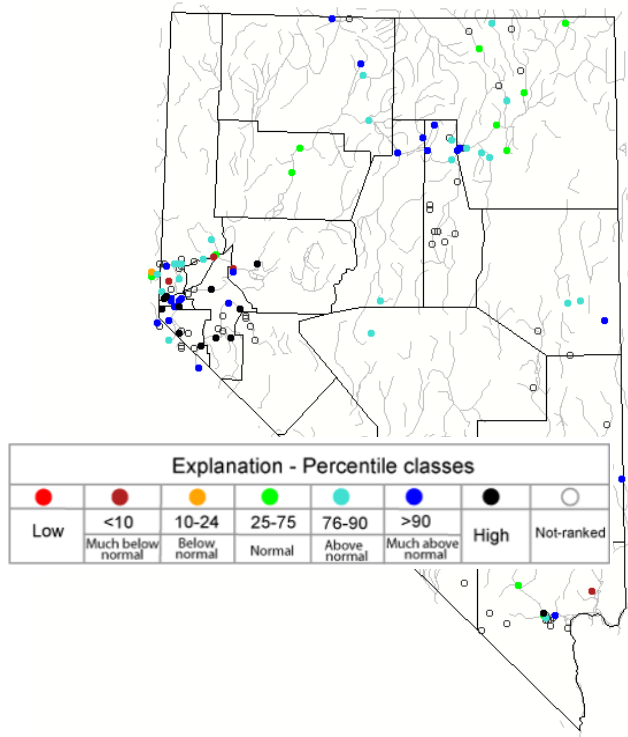 Explanation - Percentile classes
Low
<10
10-24
25-75
76-90
>90
High
Not-ranked
Much below
normal
Below
normal
Normal
Above
normal
Much above
normal